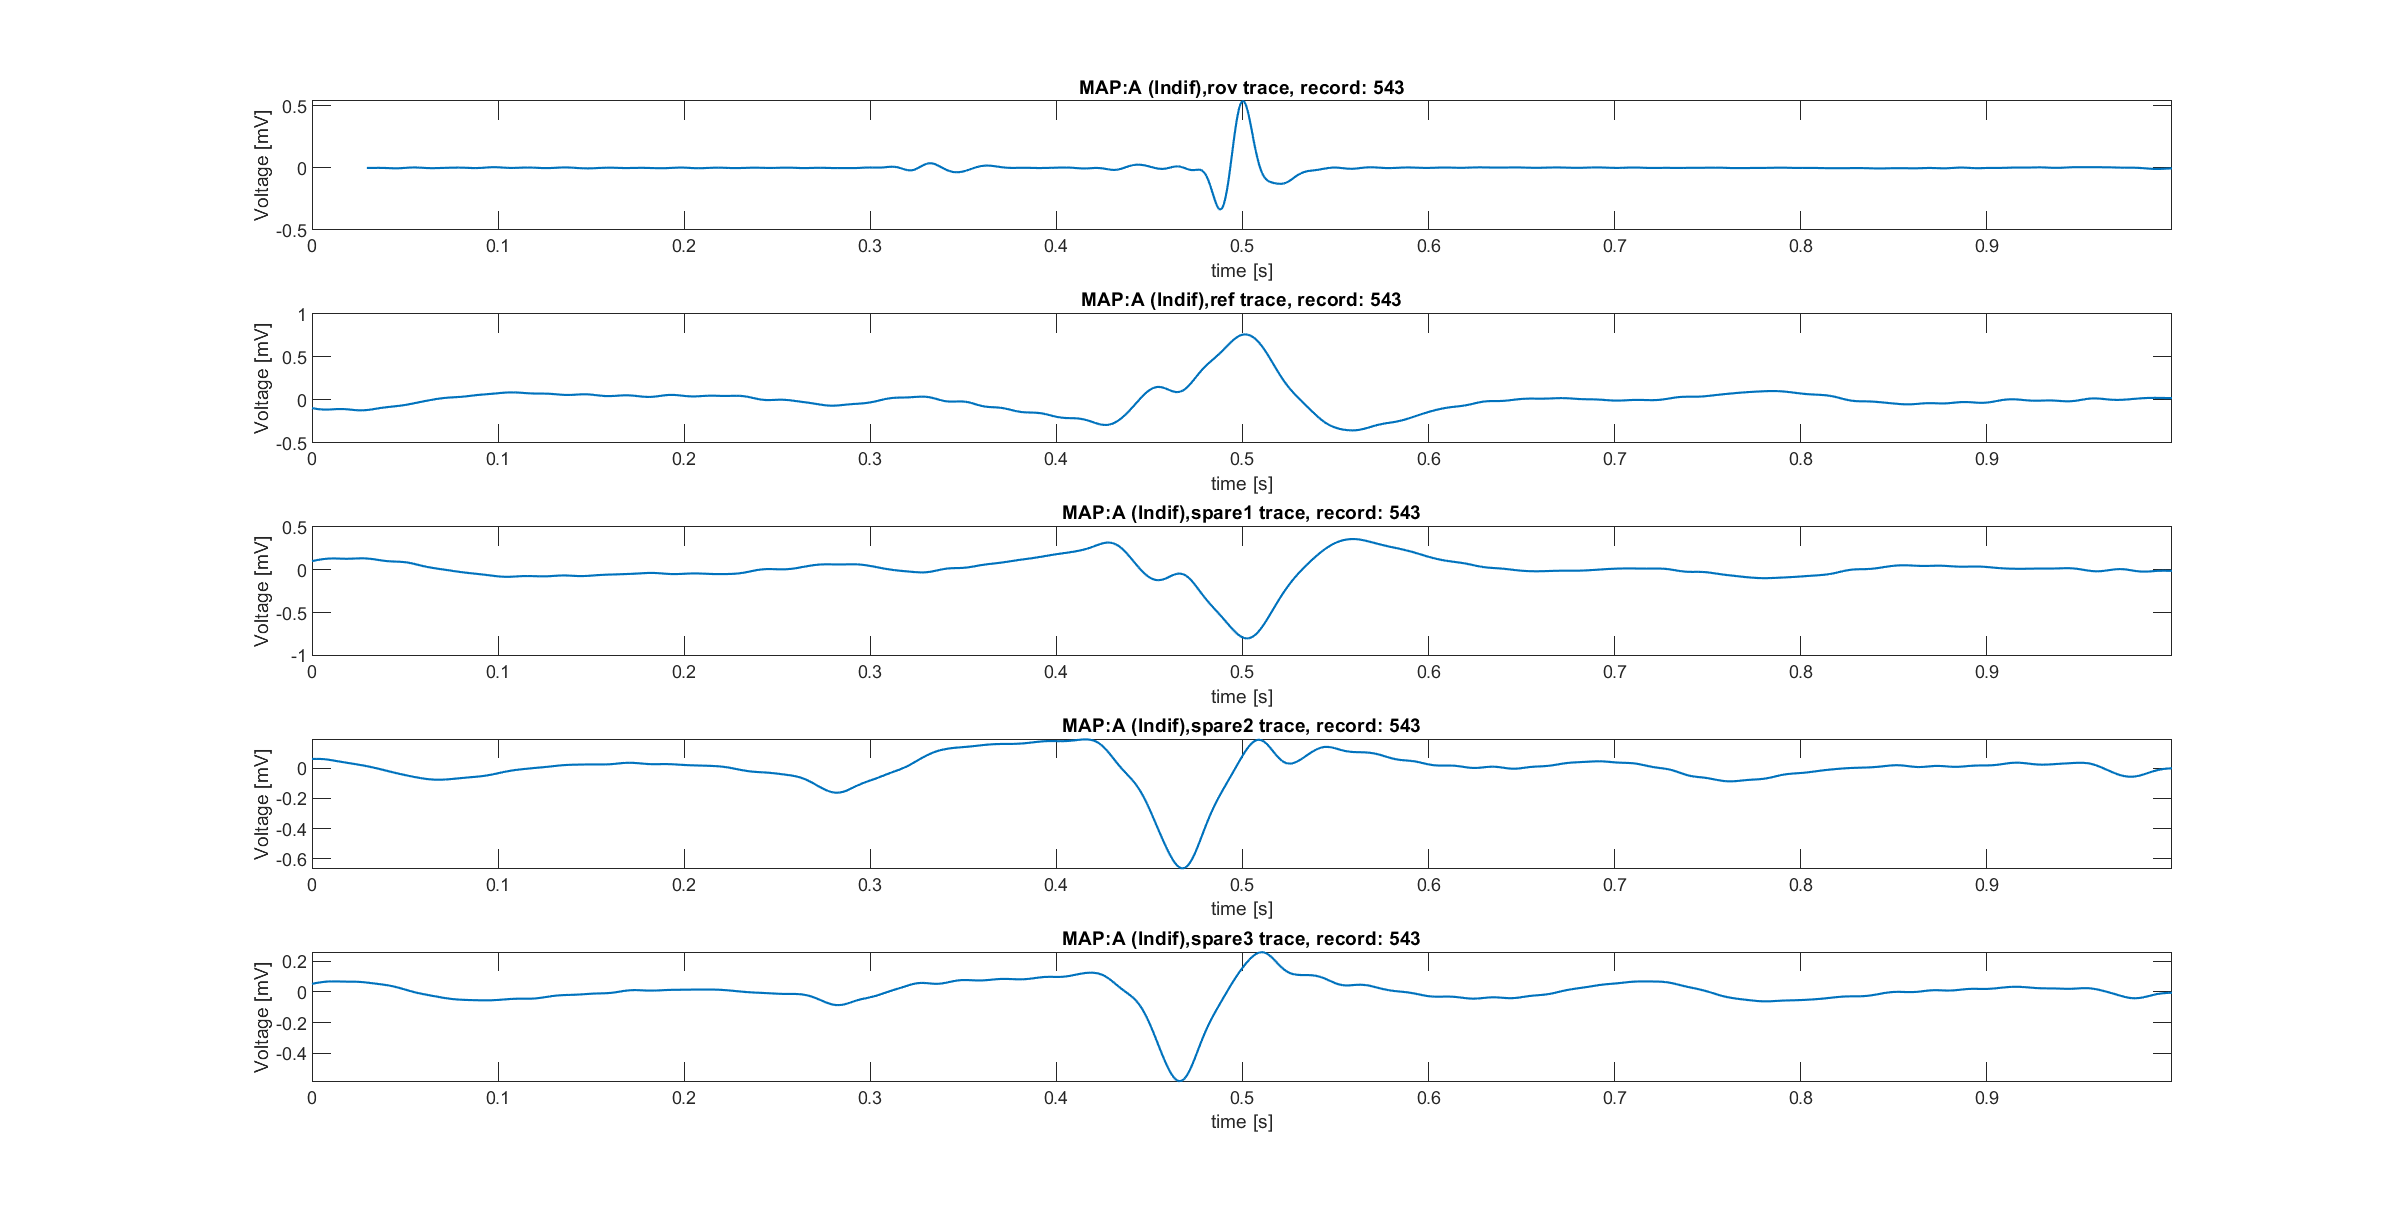 MAP:A (Indif),rov trace, record: 543
Voltage [mV]
0.5
0
-0.5
0 0.1 0.2 0.3 0.4 0.5 0.6 0.7 0.8 0.9
time [s]
MAP:A (Indif),ref trace, record: 543
Voltage [mV]
1
0.5
0
-0.5
0 0.1 0.2 0.3 0.4 0.5 0.6 0.7 0.8 0.9
time [s]
MAP:A (Indif),spare1 trace, record: 543
Voltage [mV]
0.5
0
-0.5
-1
0 0.1 0.2 0.3 0.4 0.5 0.6 0.7 0.8 0.9
time [s]
MAP:A (Indif),spare2 trace, record: 543
Voltage [mV]
0
-0.2
-0.4
-0.6
0 0.1 0.2 0.3 0.4 0.5 0.6 0.7 0.8 0.9
time [s]
MAP:A (Indif),spare3 trace, record: 543
Voltage [mV]
0.2
0
-0.2
-0.4
0 0.1 0.2 0.3 0.4 0.5 0.6 0.7 0.8 0.9
time [s]